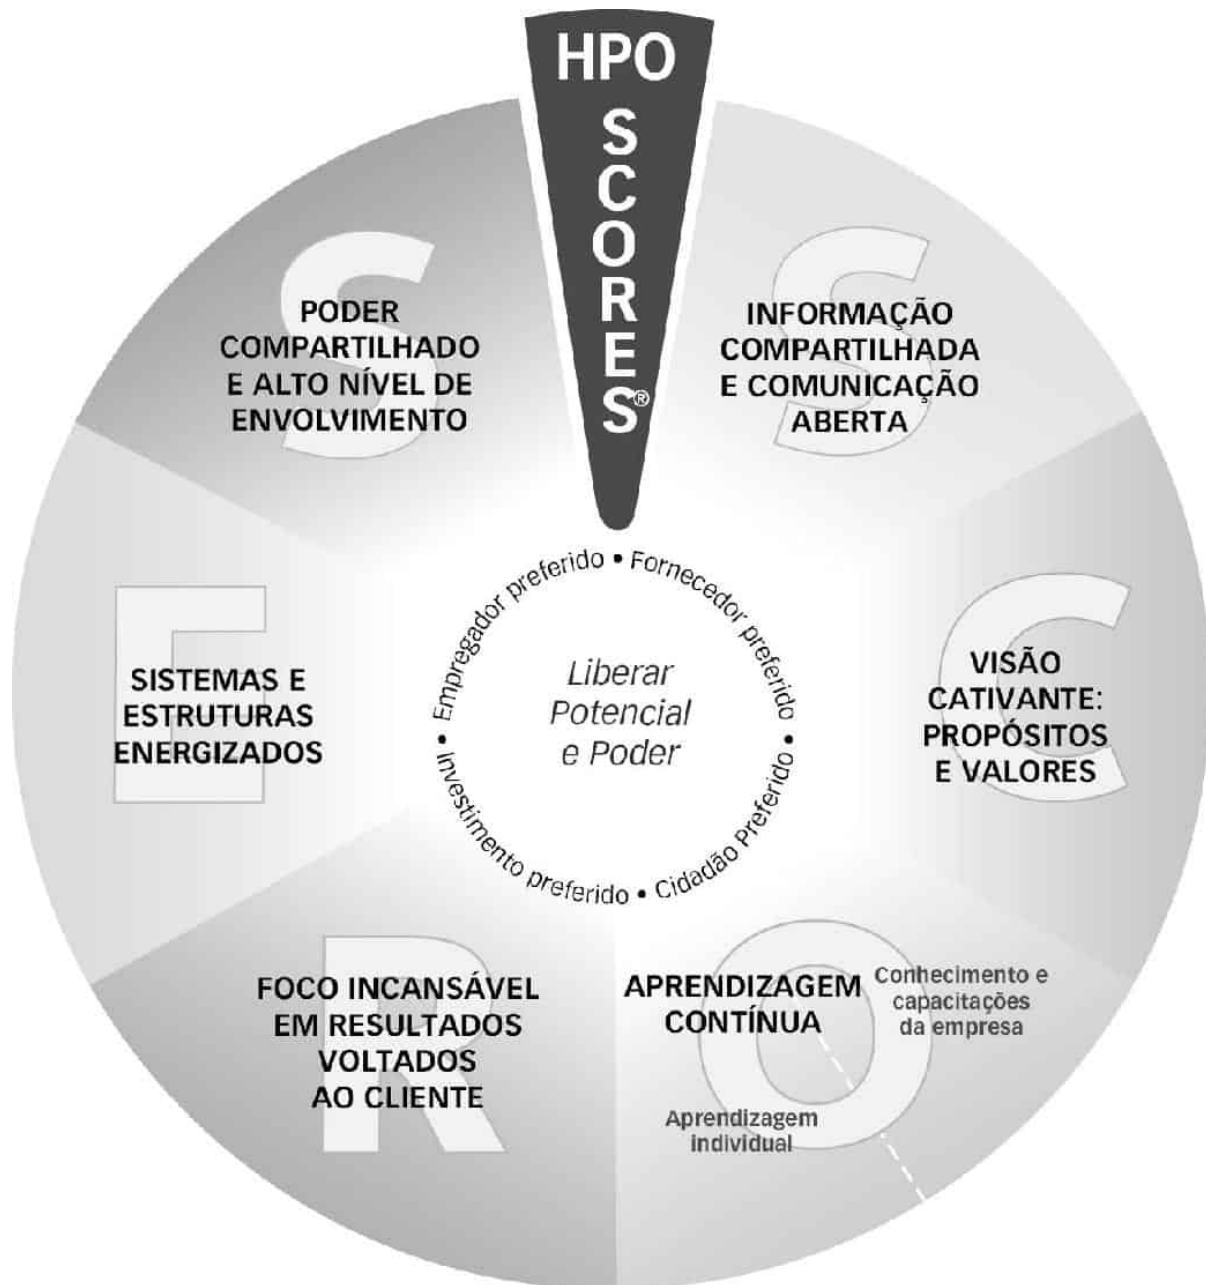 HPO
SCORES®
S
INFORMAÇÃO
COMPARTILHADA
E COMUNICAÇÃO
ABERTA
C
VISÃO
CATIVANTE:
PROPÓSITOS
E VALORES
O
APRENDIZAGEM
CONTÍNUA
Conhecimento e
capacitações
da empresa
Aprendizagem
individual
R
FOCO INCANSÁVEL
EM RESULTADOS
VOLTADOS
AO CLIENTE
E
SISTEMAS E
ESTRUTURAS
ENERGIZADOS
S
PODER
COMPARTILHADO
E ALTO NÍVEL DE
ENVOLVIMENTO
Empregador preferido • Fornecedor preferido • Cidadão Preferido • Investimento preferido •
Liberar
Potencial
e Poder